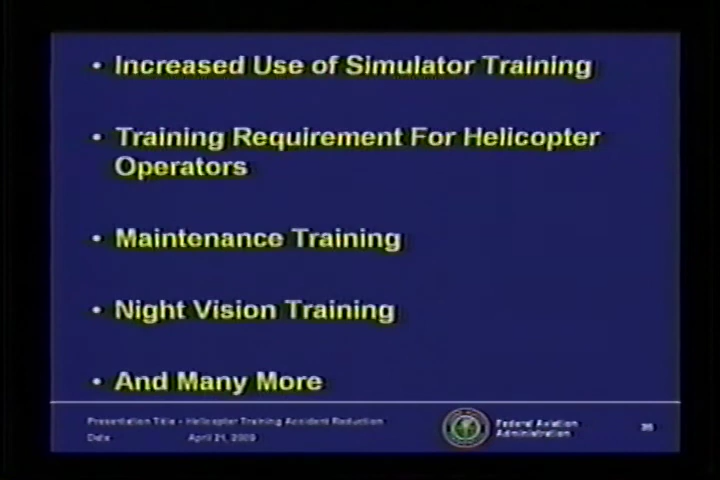 • Increased Use of Simulator Training
• Training Requirement For Helicopter
Operators
• Maintenance Training
• Night Vision Training
• And Many More
Presentation Title - Helicopter Training Accident Reduction
Date April 21, 2009
Federal Aviation
Administration